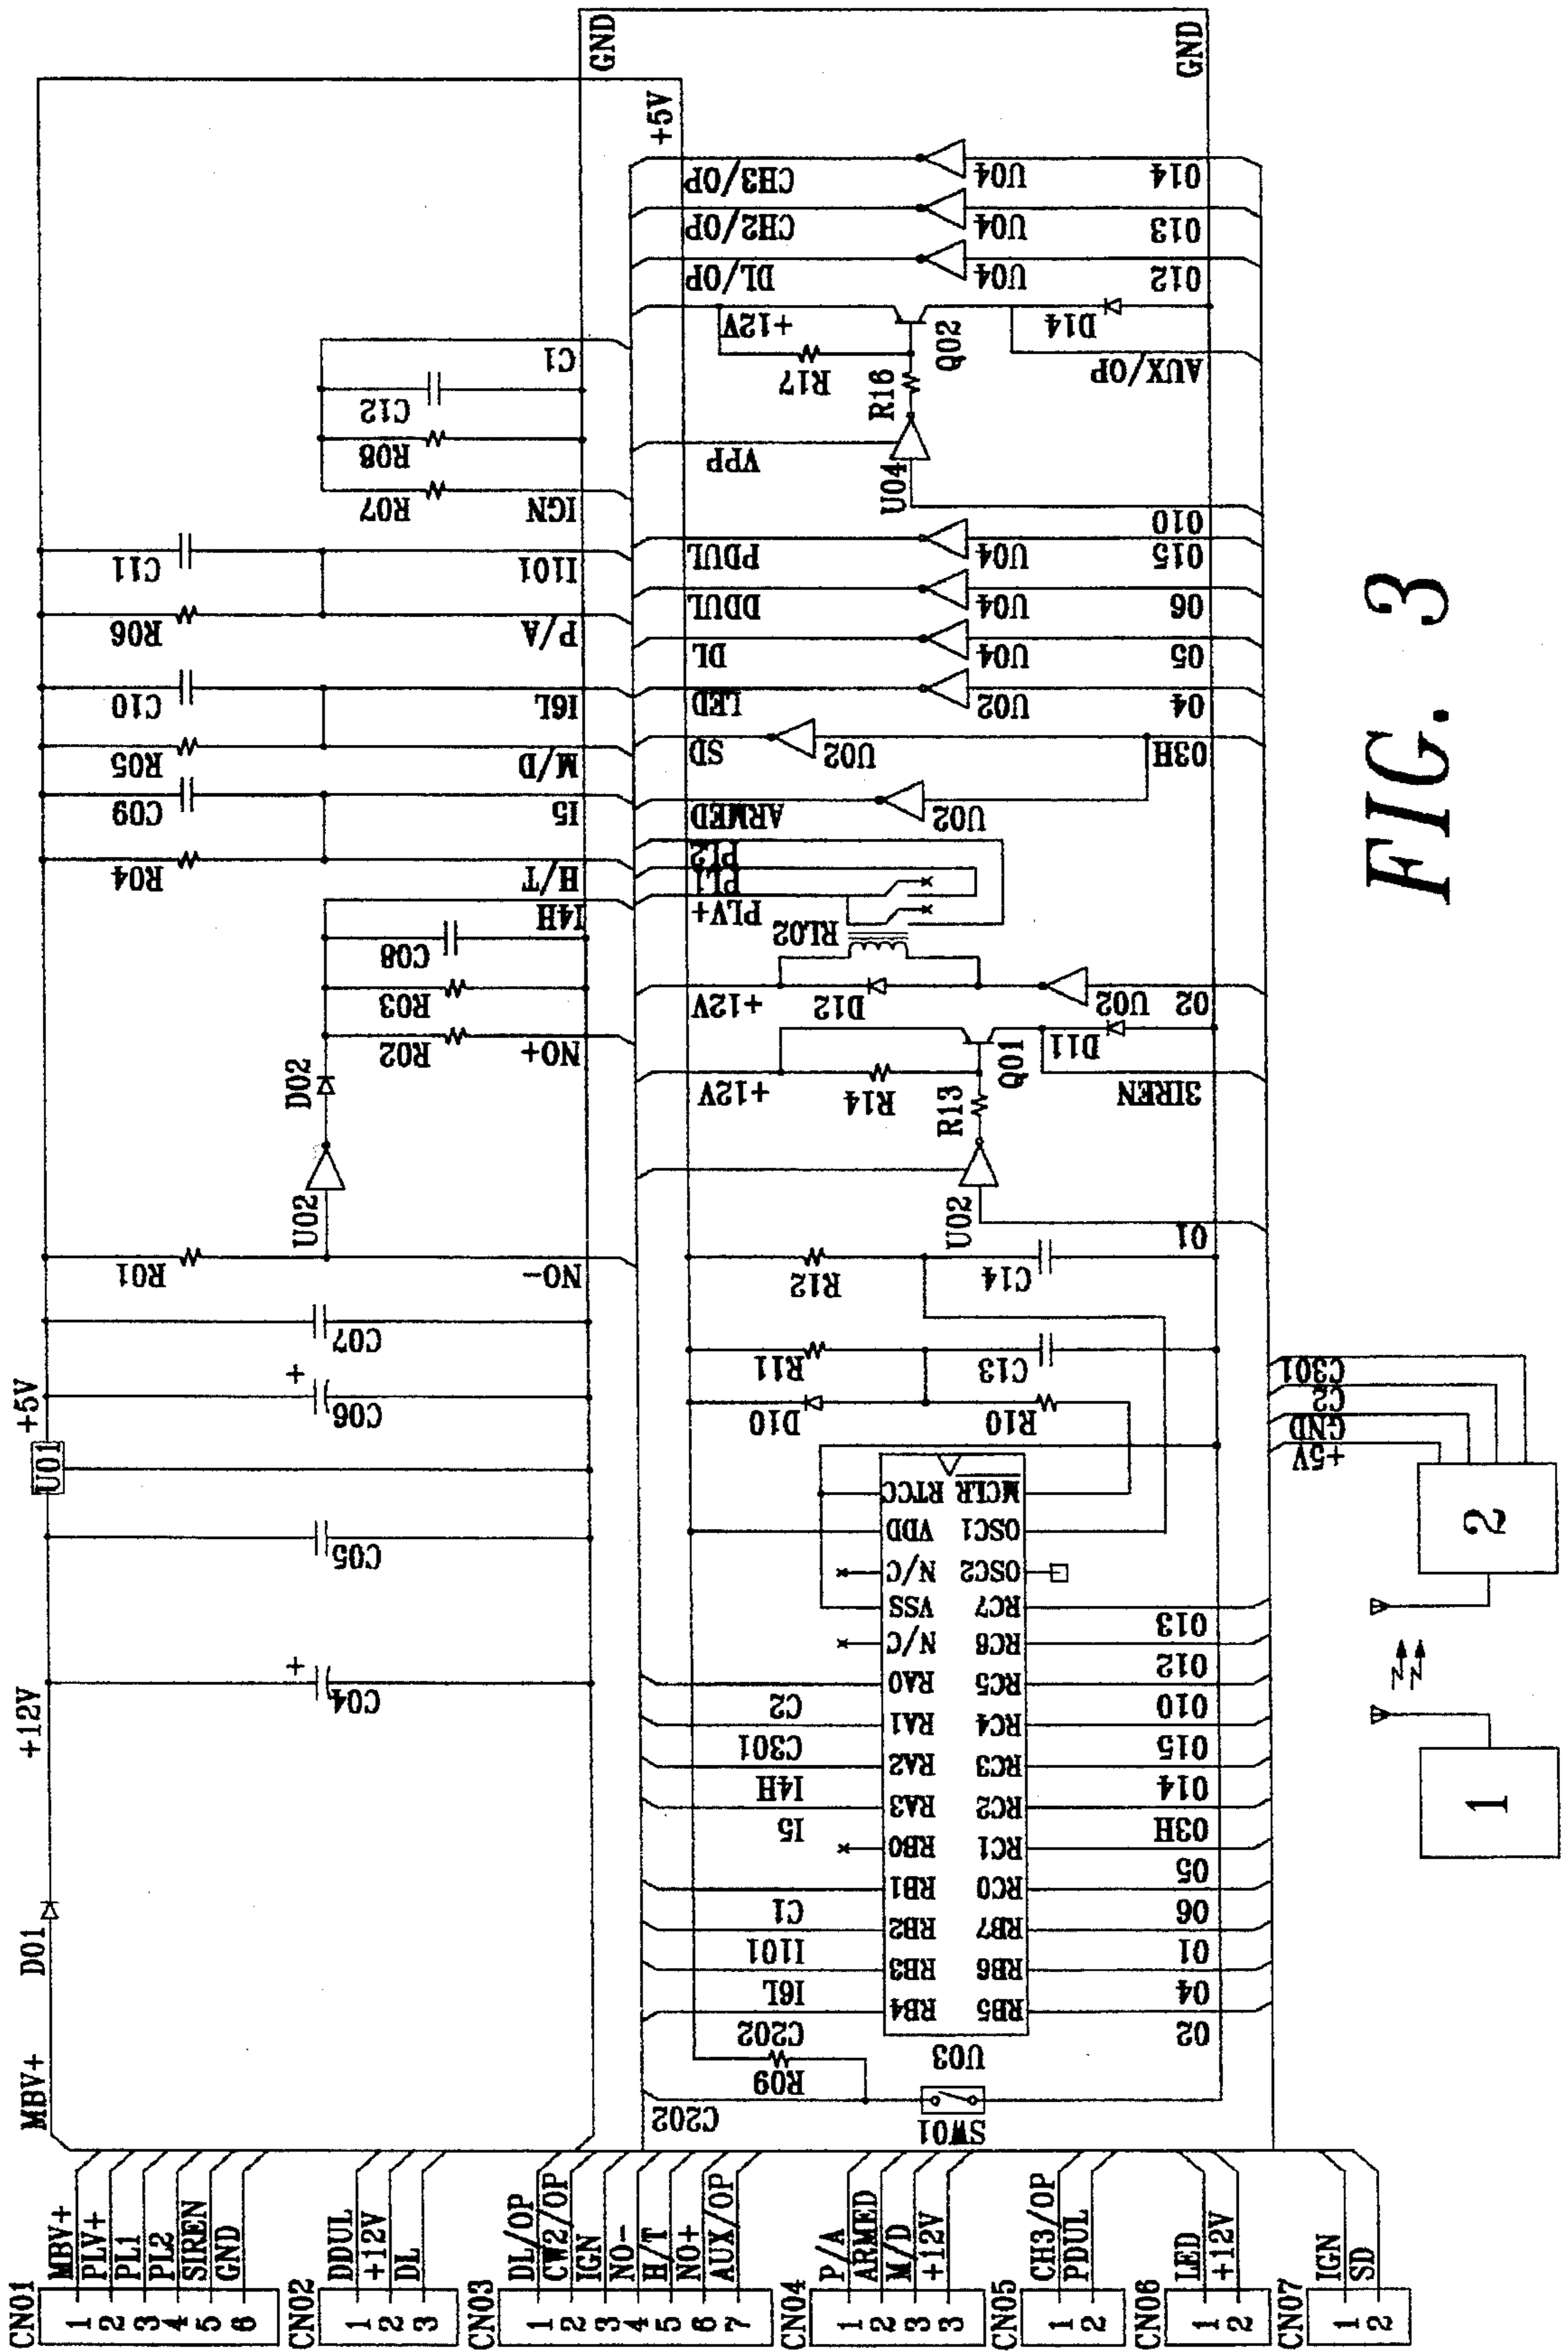 CN01
1 MBV+
2 PLV+
3 PL1
4 PL2
5 SIREN
6 GND
CN02
1 DDUL
2 +12V
3 DL
CN03
1 DL/OP
2 CW2/OP
3 IGN
4 NO-
5 H/T
6 NO+
7 AUX/OP
CN04
1 P/A
2 ARMED
3 M/D
3 +12V
CN05
1 CH3/OP
2 PDUL
CN06
1 LED
2 +12V
CN07
1 IGN
2 SD
MBV+
D01
+12V
U01
+5V
C04
+
C05
C06
+
C07
R01
NO-
U02
D02
R02
NO+
R03
C08
I4H
R04
H/T
C09
I5
R05
M/D
C10
I6L
R06
P/A
C11
I101
R07
IGN
R08
C12
C1
GND
+5V
GND
C202
SW01
R09
C202
U03
I6L
I101
C1
I5
I4H
C301
C2
RB4
RB3
RB2
RB1
RB0
RA3
RA2
RA1
RA0
N/C
VSS
N/C
VDD
RTCC
RB5
RB6
RB7
RC0
RC1
RC2
RC3
RC4
RC5
RC6
RC7
OSC2
OSC1
MCLR
02
04
01
06
05
03H
014
015
010
012
013
D10
R10
R11
C13
R12
C14
01
U02
R13
R14
+12V
Q01
D11
3IREN
+12V
D12
RL02
U02
02
PLV+
PL1
PL2
ARMED
U02
SD
U02
03H
LED
U02
04
DL
U04
05
DDUL
U04
06
PDUL
U04
015
010
VPP
U04
R16
R17
+12V
Q02
D14
AUX/OP
DL/OP
U04
012
CH2/OP
U04
013
CH3/OP
U04
014
+5V
GND
C2
C301
1
2
FIG. 3